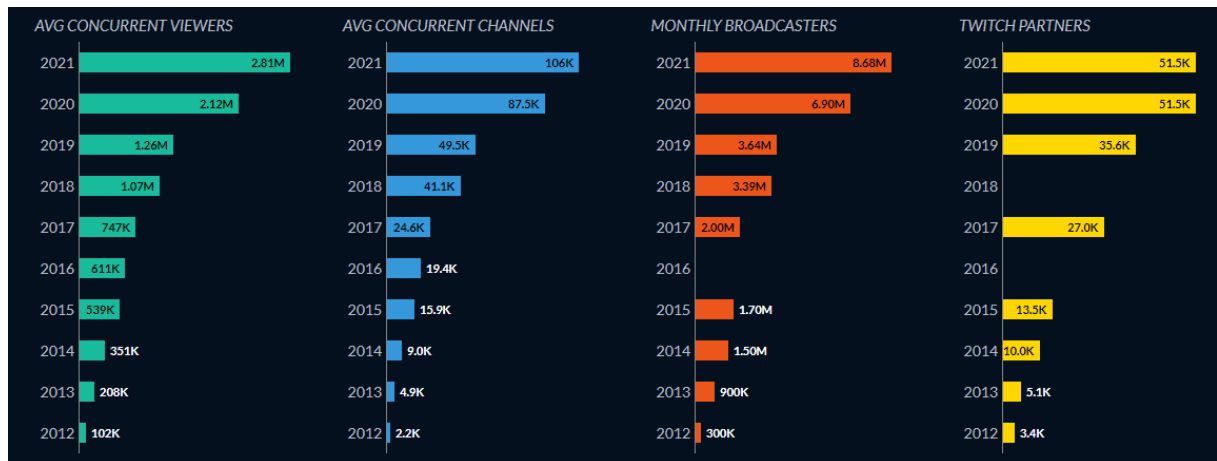 AVG CONCURRENT VIEWERS
2021 2.81M
2020 2.12M
2019 1.26M
2018 1.07M
2017 747K
2016 611K
2015 539K
2014 351K
2013 208K
2012 102K
AVG CONCURRENT CHANNELS
2021 106K
2020 87.5K
2019 49.5K
2018 41.1K
2017 24.6K
2016 19.4K
2015 15.9K
2014 9.0K
2013 4.9K
2012 2.2K
MONTHLY BROADCASTERS
2021 8.68M
2020 6.90M
2019 3.64M
2018 3.39M
2017 2.00M
2016
2015 1.70M
2014 1.50M
2013 900K
2012 300K
TWITCH PARTNERS
2021 51.5K
2020 51.5K
2019 35.6K
2018
2017 27.0K
2016
2015 13.5K
2014 10.0K
2013 5.1K
2012 3.4K